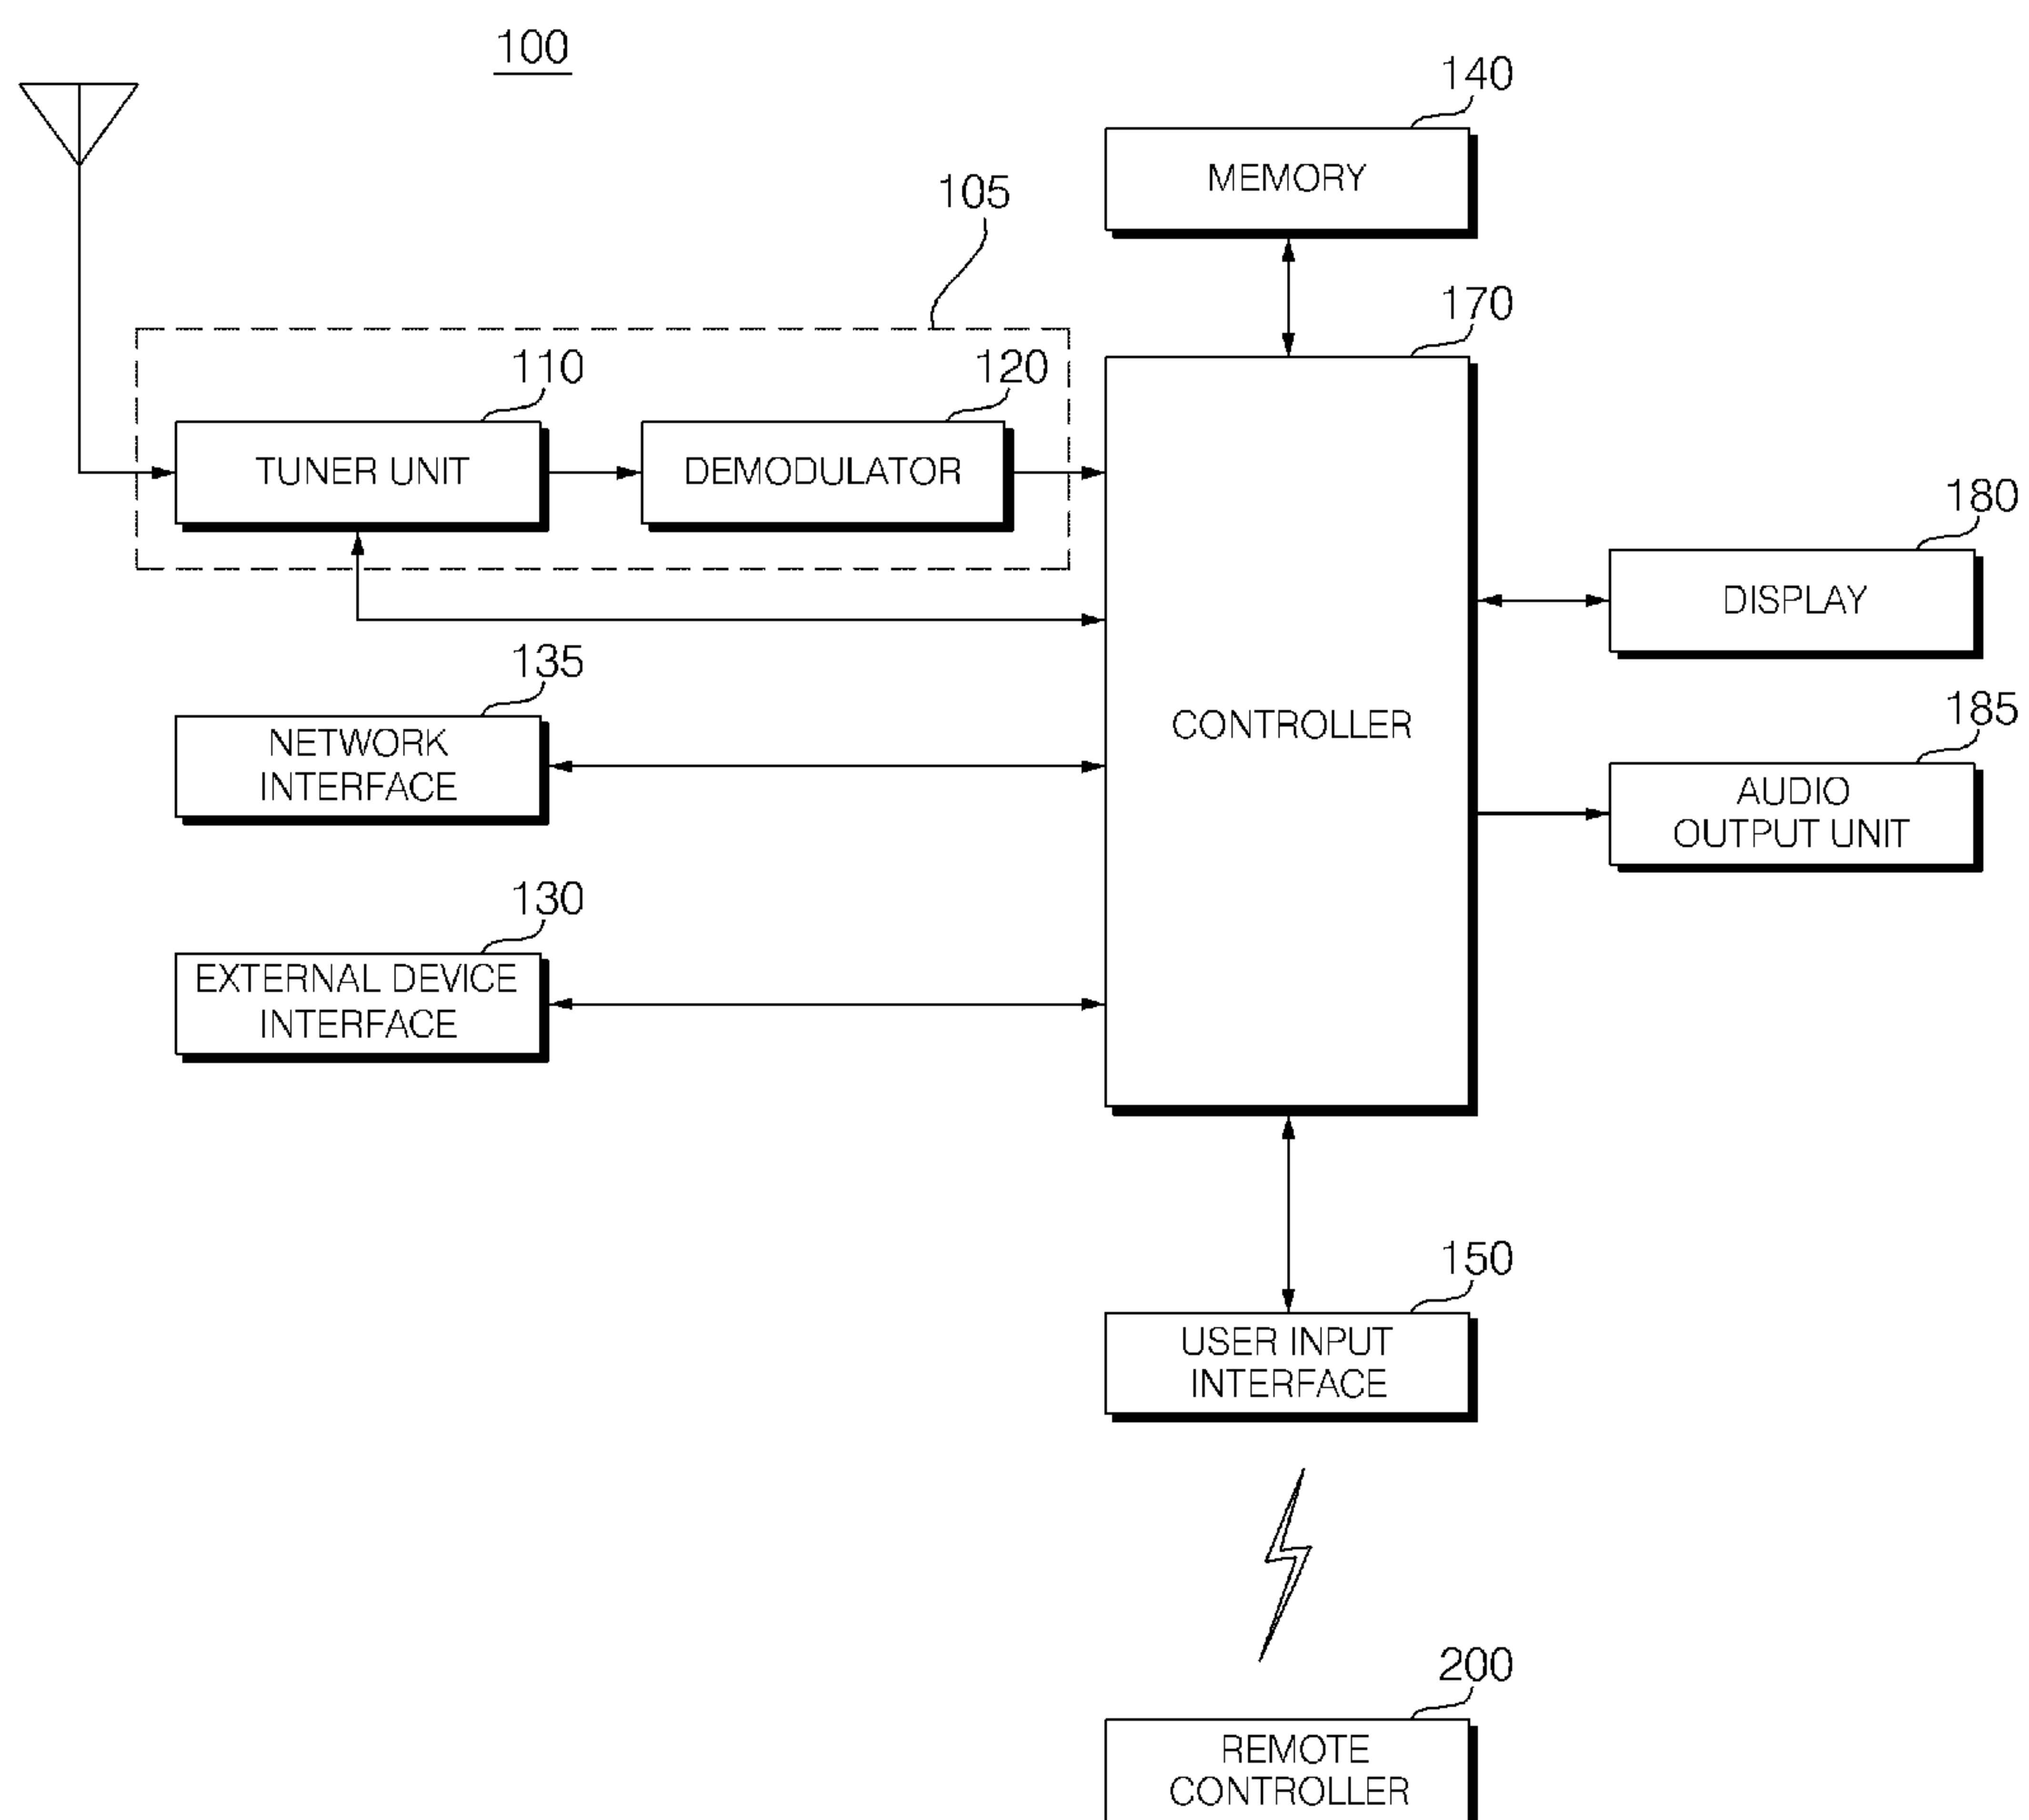 100
140
MEMORY
105
170
110
120
TUNER UNIT
DEMODULATOR
180
DISPLAY
135
NETWORK
INTERFACE
CONTROLLER
185
AUDIO
OUTPUT UNIT
130
EXTERNAL DEVICE
INTERFACE
150
USER INPUT
INTERFACE
200
REMOTE
CONTROLLER